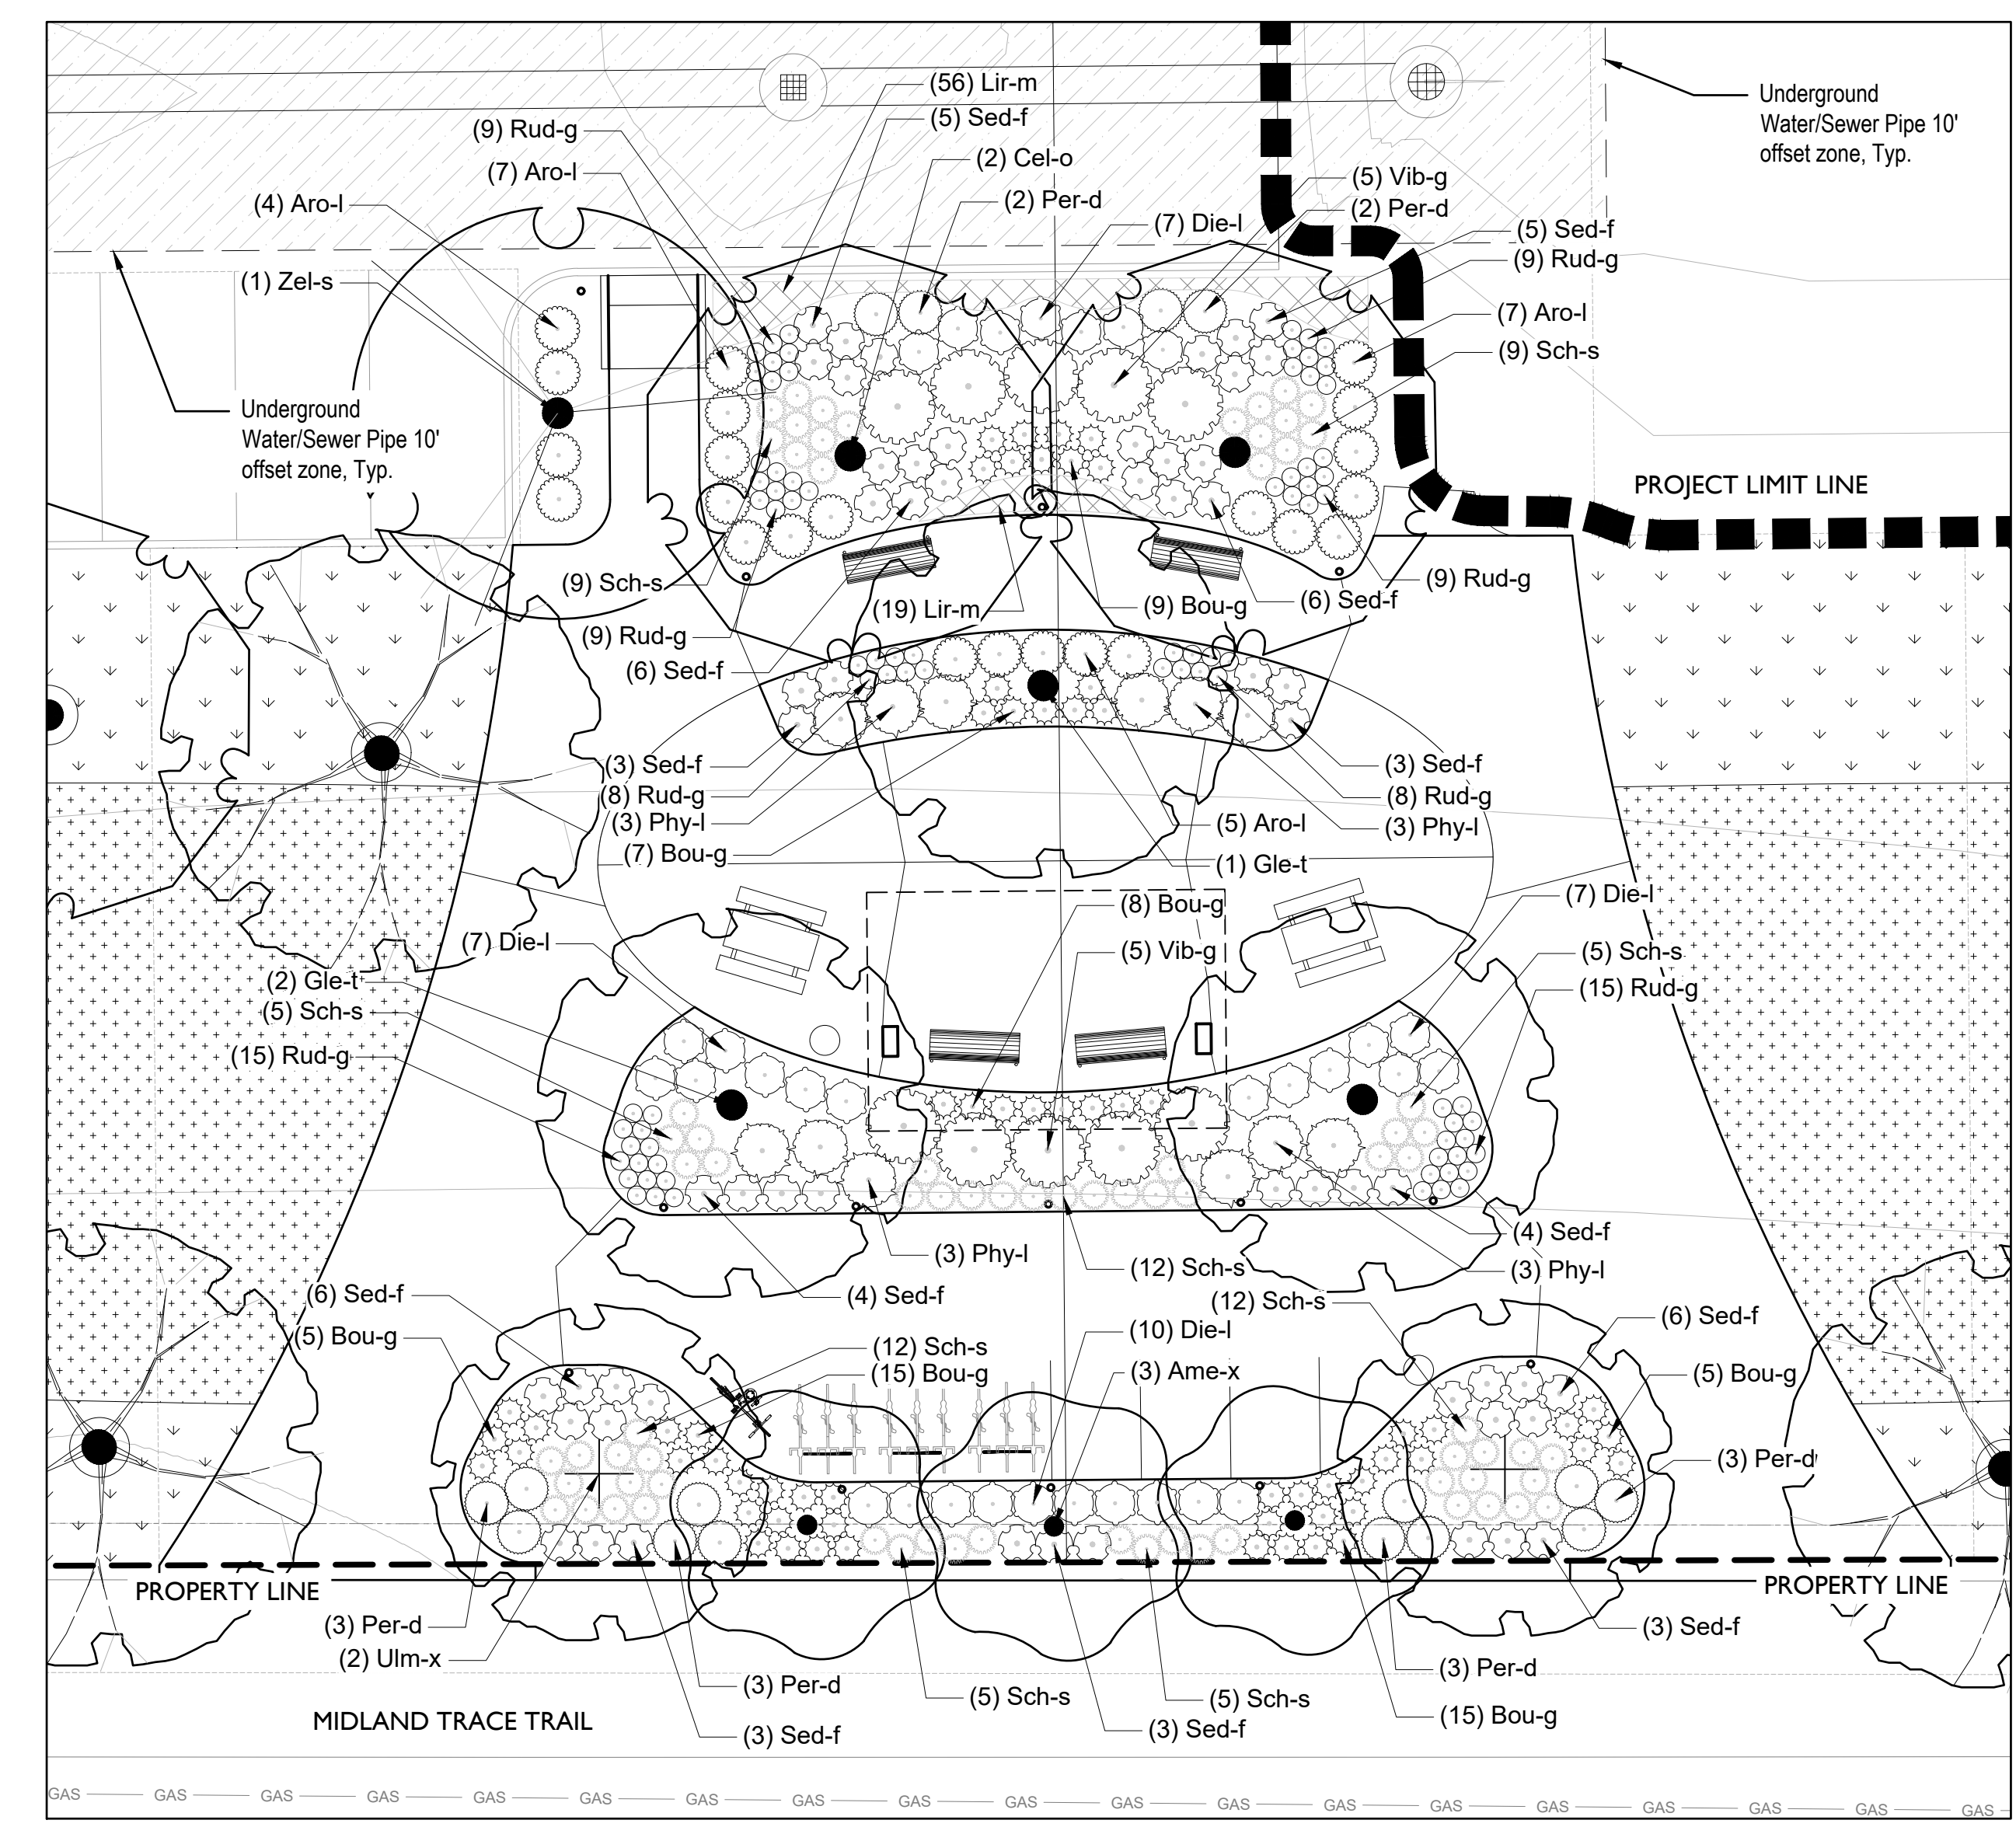 (56) Lir-m
(5) Sed-f
(9) Rud-g
(2) Cel-o
(7) Aro-l
(2) Per-d
(4) Aro-l
(7) Die-l
(5) Vib-g
(2) Per-d
(5) Sed-f
(9) Rud-g
(1) Zel-s
(7) Aro-l
(9) Sch-s
Underground
Water/Sewer Pipe 10'
offset zone, Typ.
Underground
Water/Sewer Pipe 10'
offset zone, Typ.
PROJECT LIMIT LINE
(9) Sch-s
(19) Lir-m
(9) Bou-g
(6) Sed-f
(9) Rud-g
(9) Rud-g
(6) Sed-f
(3) Sed-f
(8) Rud-g
(3) Phy-l
(7) Bou-g
(3) Sed-f
(8) Rud-g
(3) Phy-l
(5) Aro-l
(1) Gle-t
(8) Bou-g
(5) Vib-g
(7) Die-l
(5) Sch-s
(15) Rud-g
(7) Die-l
(2) Gle-t
(5) Sch-s
(15) Rud-g
(3) Phy-l
(4) Sed-f
(12) Sch-s
(4) Sed-f
(3) Phy-l
(12) Sch-s
(6) Sed-f
(5) Bou-g
(12) Sch-s
(15) Bou-g
(10) Die-l
(3) Ame-x
(6) Sed-f
(5) Bou-g
(3) Per-d
PROPERTY LINE
PROPERTY LINE
(3) Per-d
(2) Ulm-x
(3) Per-d
(3) Sed-f
(5) Sch-s
(3) Sed-f
(5) Sch-s
(3) Sed-f
(3) Per-d
(15) Bou-g
MIDLAND TRACE TRAIL
GAS GAS GAS GAS GAS GAS GAS GAS GAS GAS GAS GAS GAS GAS GAS GAS GAS GAS GAS